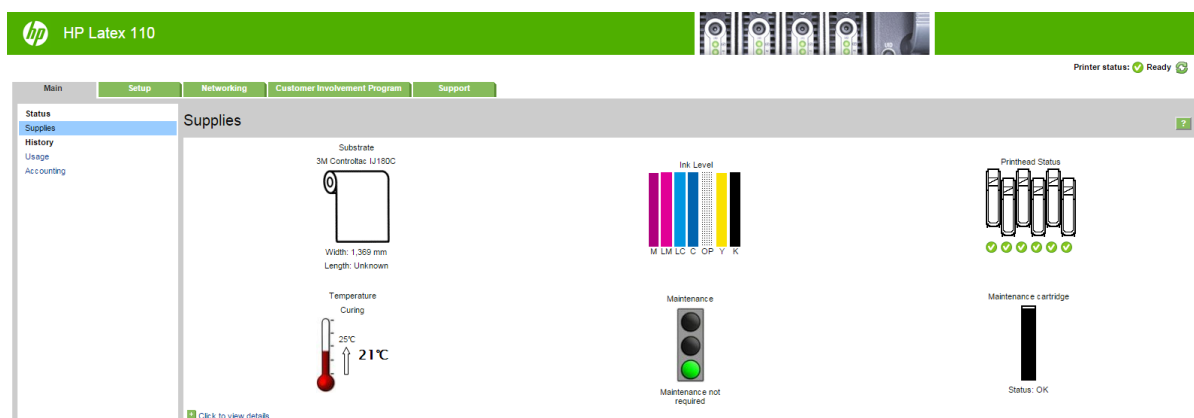 hp HP Latex 110
Printer status: Ready
Main Setup Networking Customer Involvement Program Support
Status
Supplies
History
Usage
Accounting
Supplies
?
Substrate
3M Controltac IJ180C
Width: 1,369 mm
Length: Unknown
Ink Level
M LM LC C OP Y K
Printhead Status
Temperature
Curing
25°C
21°C
Maintenance
Maintenance not
required
Maintenance cartridge
Status: OK
Click to view details